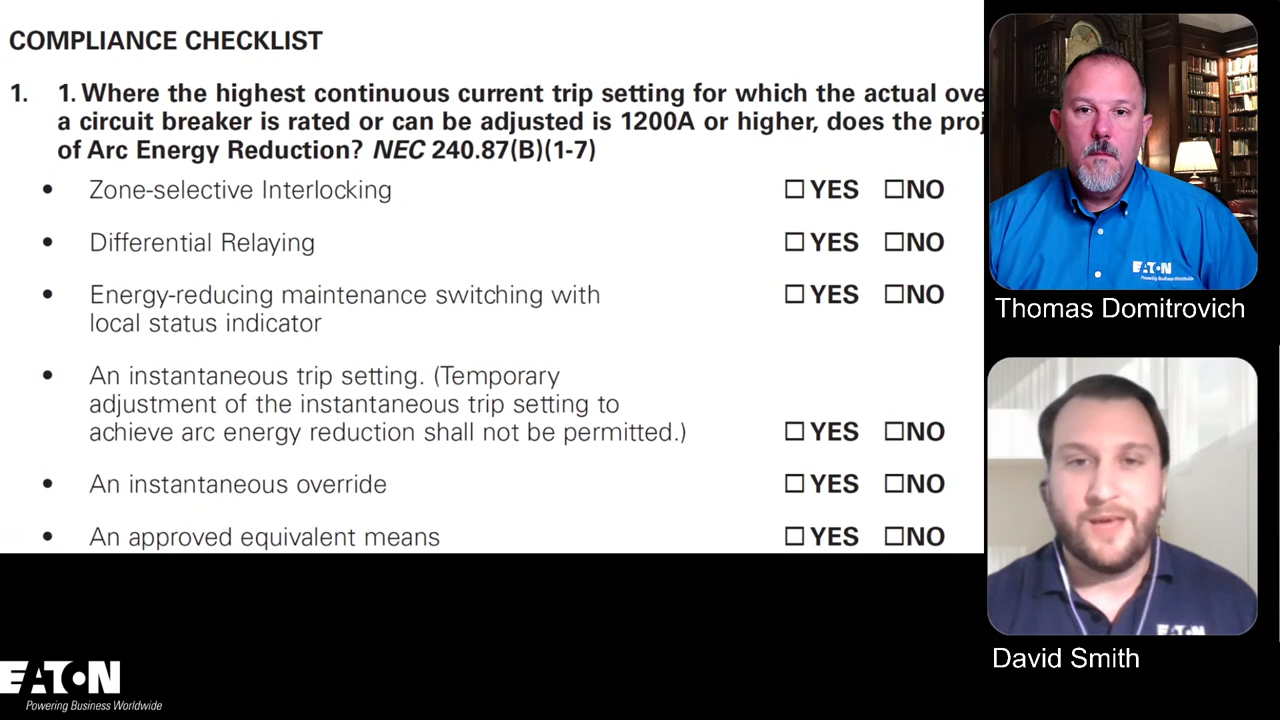 COMPLIANCE CHECKLIST
1. 1. Where the highest continuous current trip setting for which the actual ove
a circuit breaker is rated or can be adjusted is 1200A or higher, does the proj
of Arc Energy Reduction? NEC 240.87(B)(1-7)
• Zone-selective Interlocking ☐ YES ☐ NO
• Differential Relaying ☐ YES ☐ NO
• Energy-reducing maintenance switching with ☐ YES ☐ NO
local status indicator
• An instantaneous trip setting. (Temporary
adjustment of the instantaneous trip setting to
achieve arc energy reduction shall not be permitted.) ☐ YES ☐ NO
• An instantaneous override ☐ YES ☐ NO
• An approved equivalent means ☐ YES ☐ NO
EATON
Powering Business Worldwide
Thomas Domitrovich
EATON
David Smith
EATON
Powering Business Worldwide